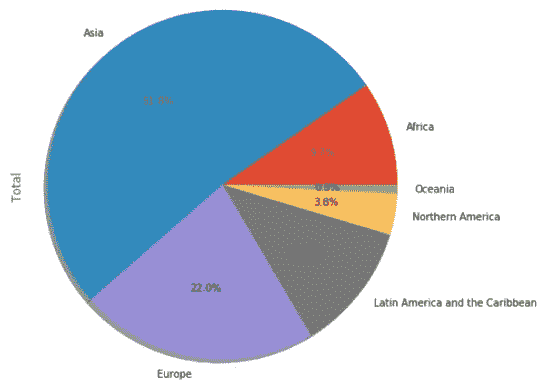 Asia
Africa
Oceania
3.8%
Northern America
Total
22.0%
Latin America and the Caribbean
Europe